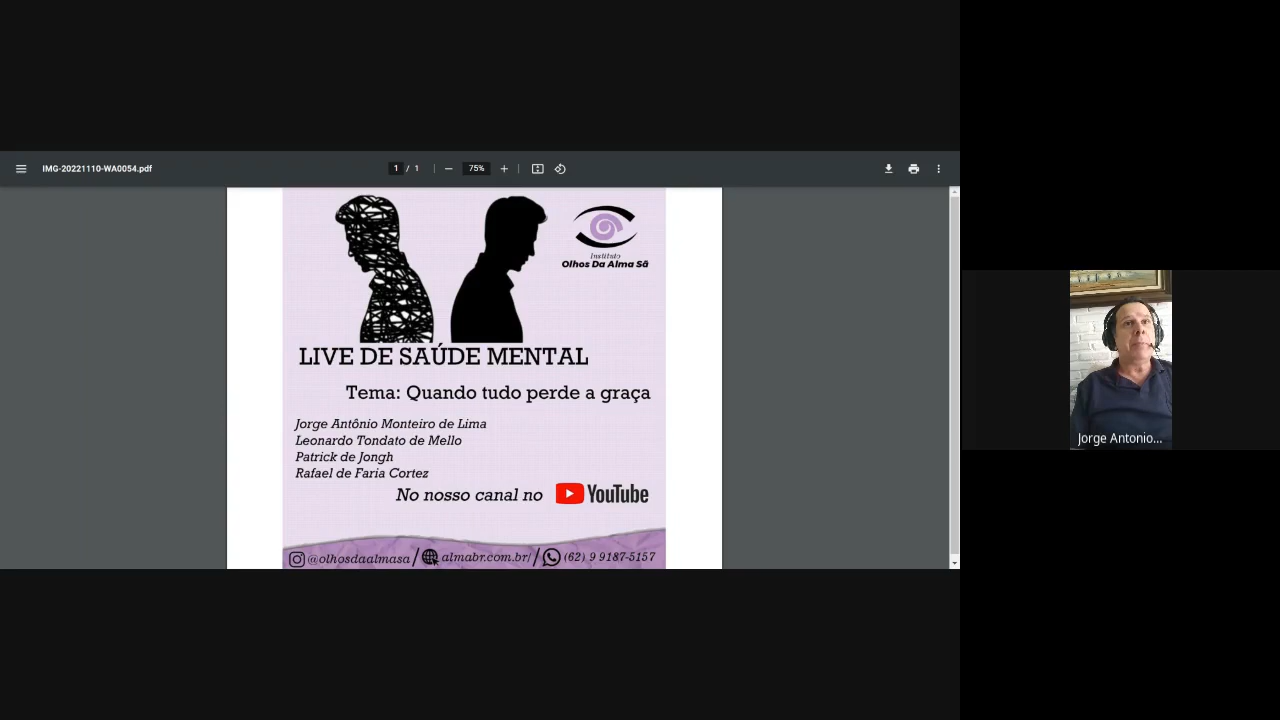 IMG-20221110-WA0054.pdf
1 / 1
75%
Instituto
Olhos Da Alma Sã
LIVE DE SAÚDE MENTAL
Tema: Quando tudo perde a graça
Jorge Antônio Monteiro de Lima
Leonardo Tondato de Mello
Patrick de Jongh
Rafael de Faria Cortez
No nosso canal no YouTube
@olhosdaalmasa / almabr.com.br/ / (62) 9 9187-5157
Jorge Antonio...